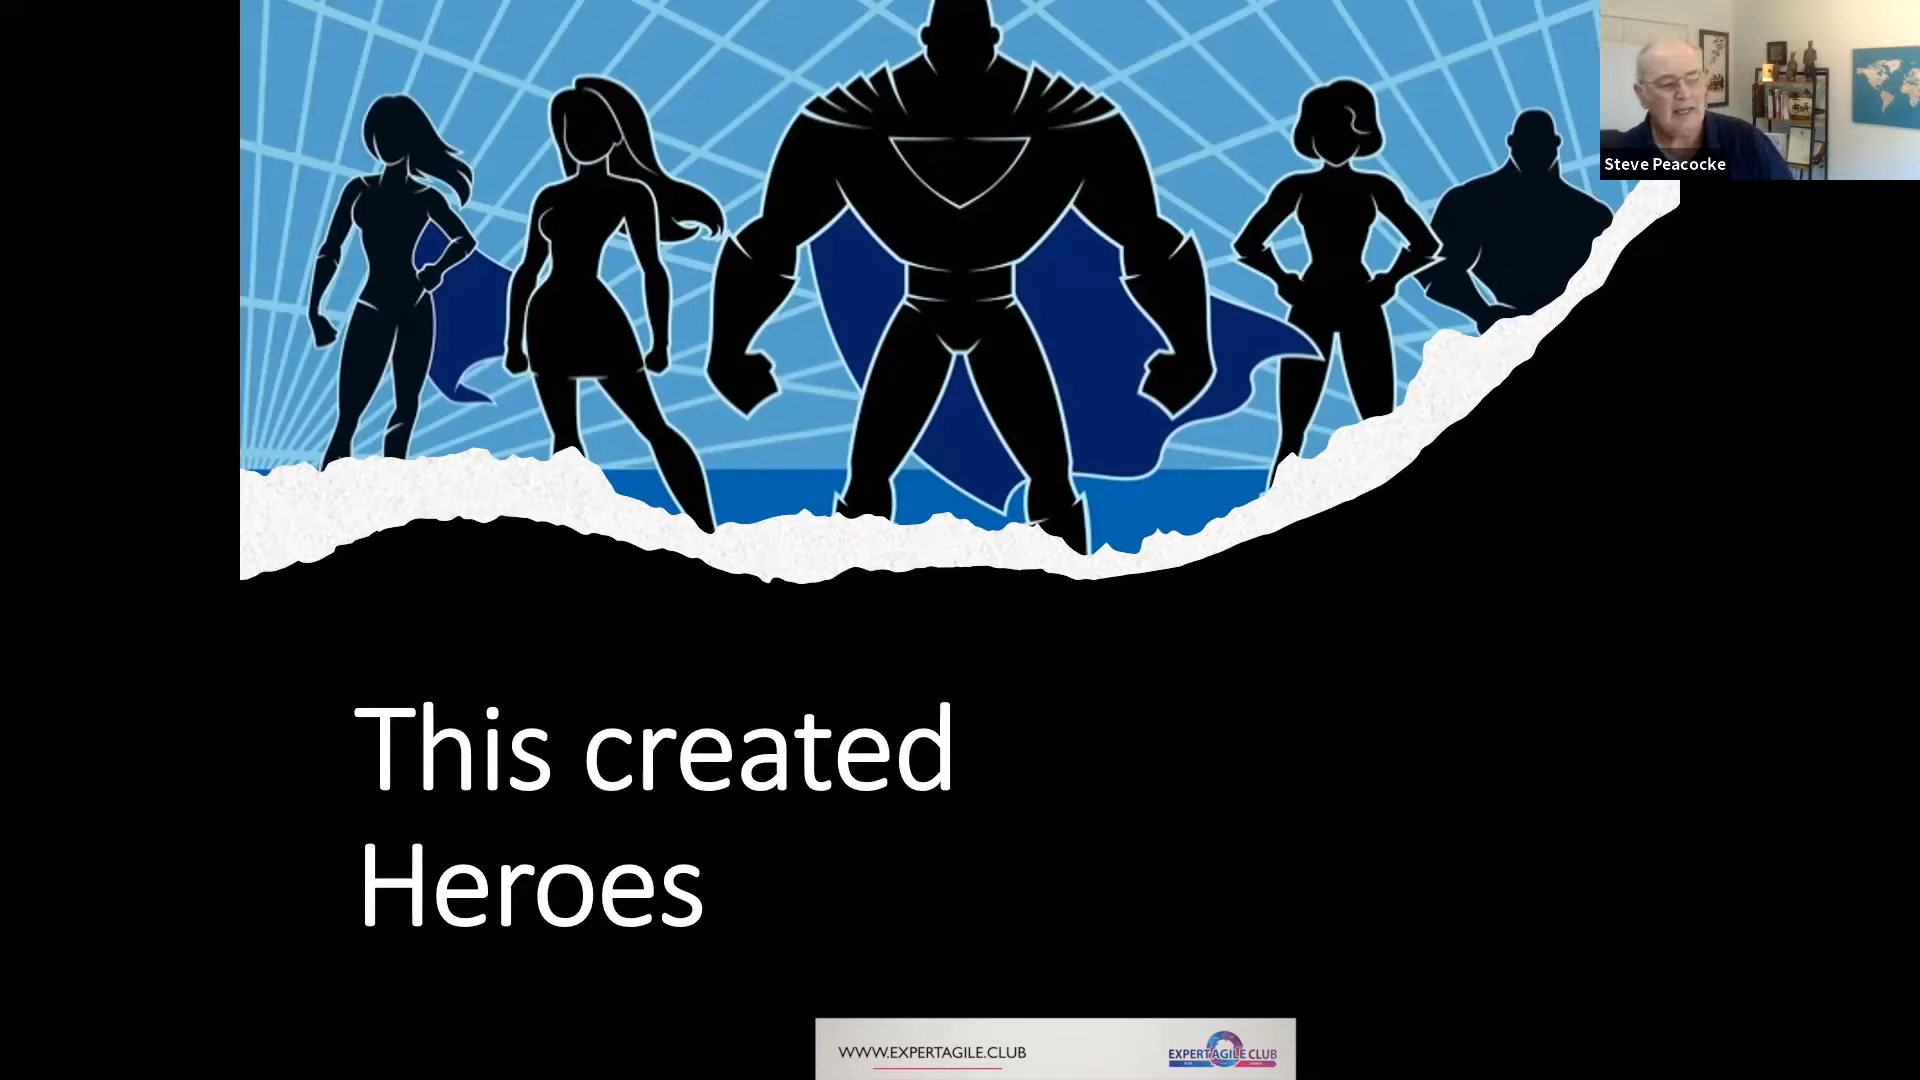 Steve Peacocke
This created
Heroes
WWW.EXPERTAGILE.CLUB
EXPERT AGILE CLUB